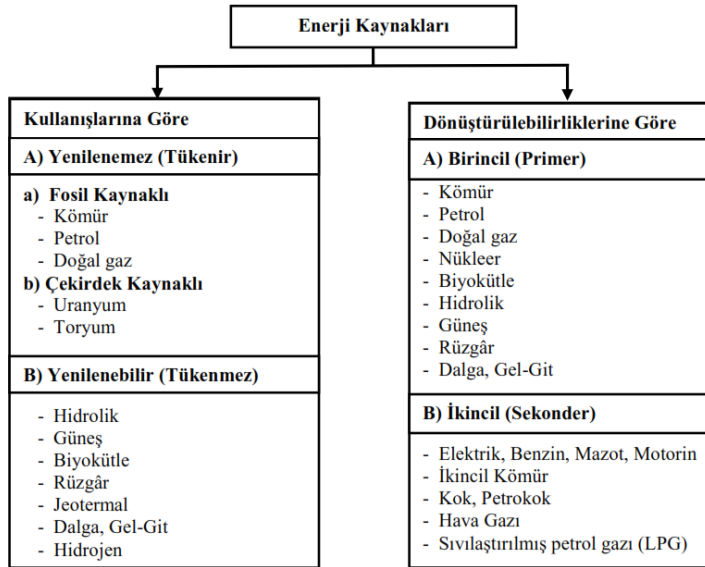 Enerji Kaynakları
Kullanışlarına Göre
A) Yenilenemez (Tükenir)
a) Fosil Kaynaklı
- Kömür
- Petrol
- Doğal gaz
b) Çekirdek Kaynaklı
- Uranyum
- Toryum
B) Yenilenebilir (Tükenmez)
- Hidrolik
- Güneş
- Biyokütle
- Rüzgâr
- Jeotermal
- Dalga, Gel-Git
- Hidrojen
Dönüştürülebilirliklerine Göre
A) Birincil (Primer)
- Kömür
- Petrol
- Doğal gaz
- Nükleer
- Biyokütle
- Hidrolik
- Güneş
- Rüzgâr
- Dalga, Gel-Git
B) İkincil (Sekonder)
- Elektrik, Benzin, Mazot, Motorin
- İkincil Kömür
- Kok, Petrokok
- Hava Gazı
- Sıvılaştırılmış petrol gazı (LPG)